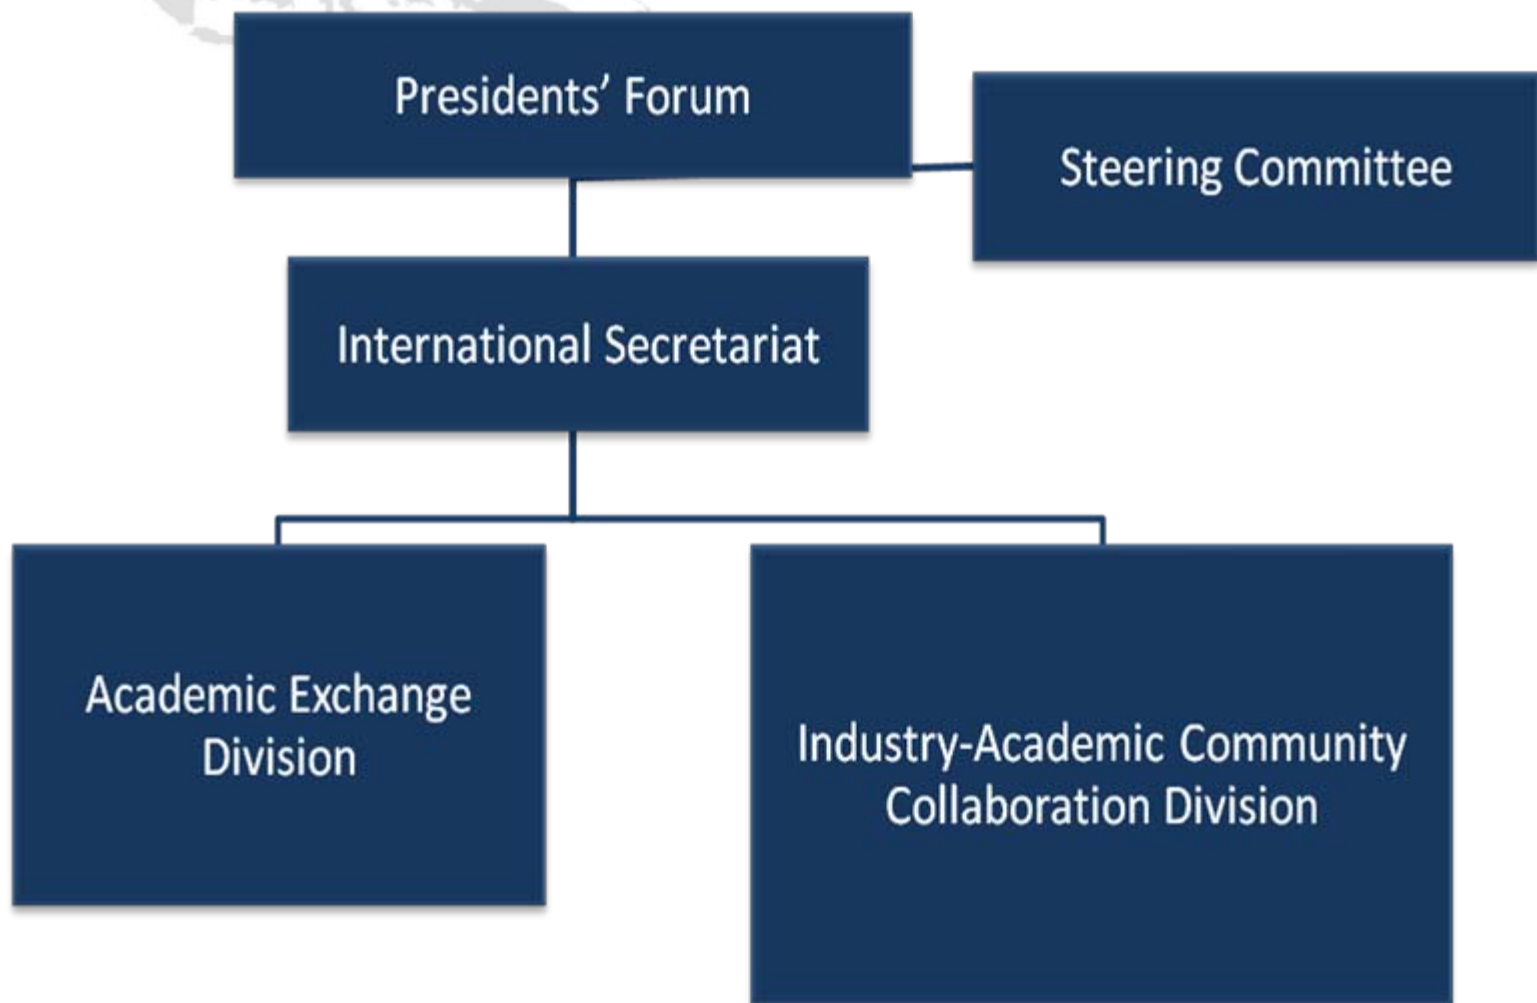 Presidents’ Forum
Steering Committee
International Secretariat
Academic Exchange
Division
Industry-Academic Community
Collaboration Division